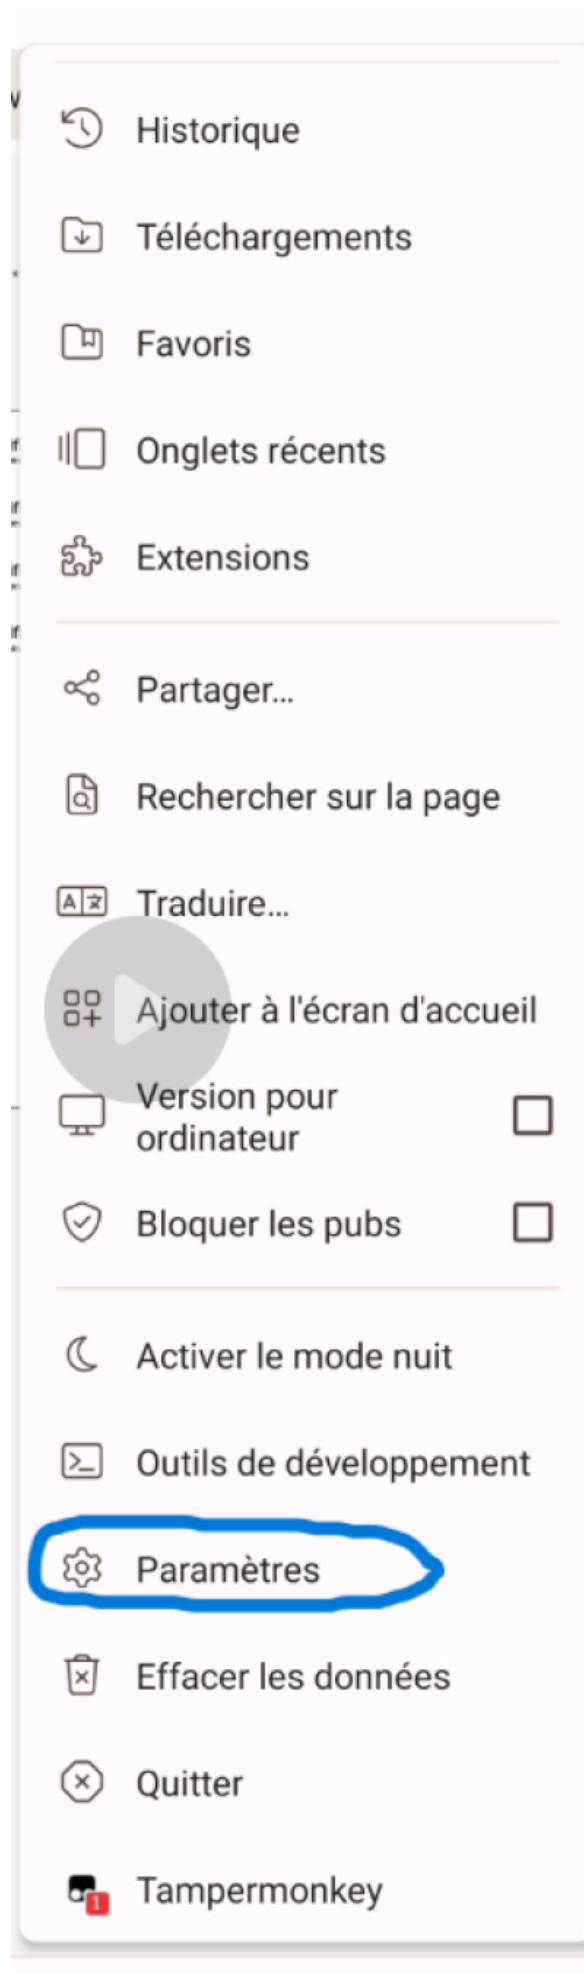 Historique
Téléchargements
Favoris
Onglets récents
Extensions
Partager...
Rechercher sur la page
Traduire...
Ajouter à l'écran d'accueil
Version pour
ordinateur
Bloquer les pubs
Activer le mode nuit
Outils de développement
Paramètres
Effacer les données
Quitter
1 Tampermonkey